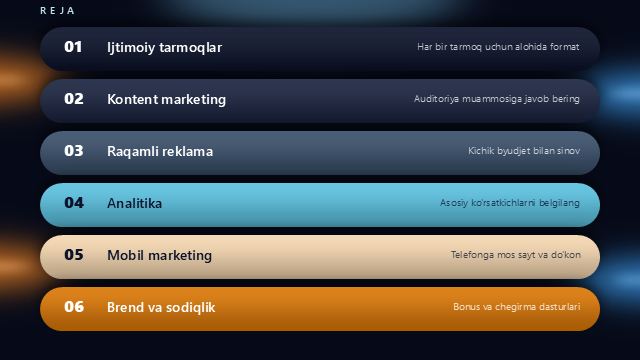 REJA
01 Ijtimoiy tarmoqlar Har bir tarmoq uchun alohida format
02 Kontent marketing Auditoriya muammosiga javob bering
03 Raqamli reklama Kichik byudjet bilan sinov
04 Analitika Asosiy ko'rsatkichlarni belgilang
05 Mobil marketing Telefonga mos sayt va do'kon
06 Brend va sodiqlik Bonus va chegirma dasturlari